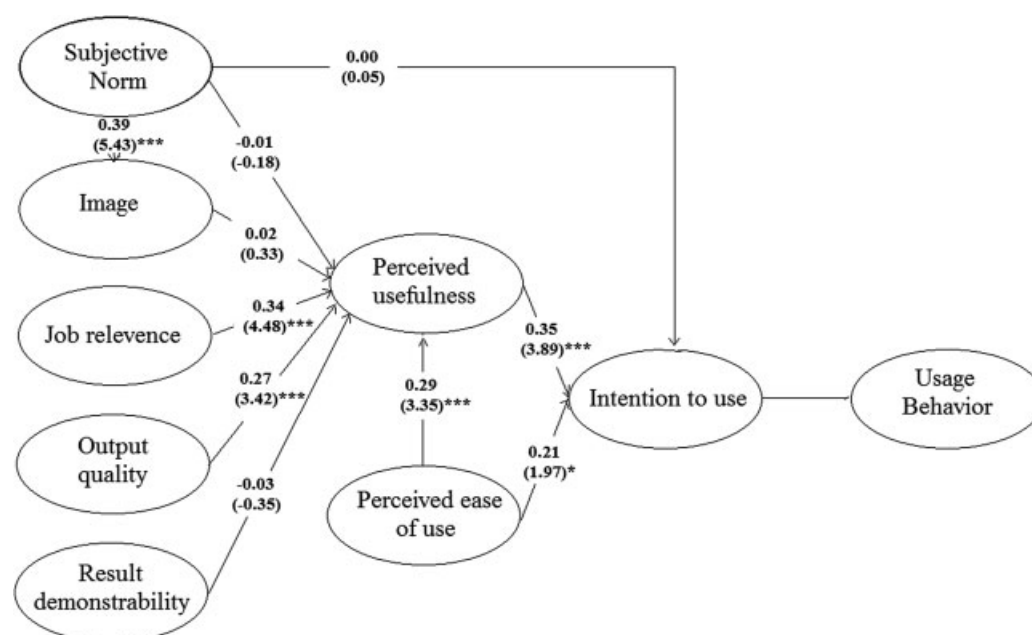 Subjective
Norm
0.00
(0.05)
0.39
(5.43)***
-0.01
(-0.18)
Image
0.02
(0.33)
Perceived
usefulness
Job relevence
0.34
(4.48)***
0.35
(3.89)***
0.27
(3.42)***
0.29
(3.35)***
Intention to use
Usage
Behavior
Output
quality
0.21
(1.97)*
-0.03
(-0.35)
Perceived ease
of use
Result
demonstrability